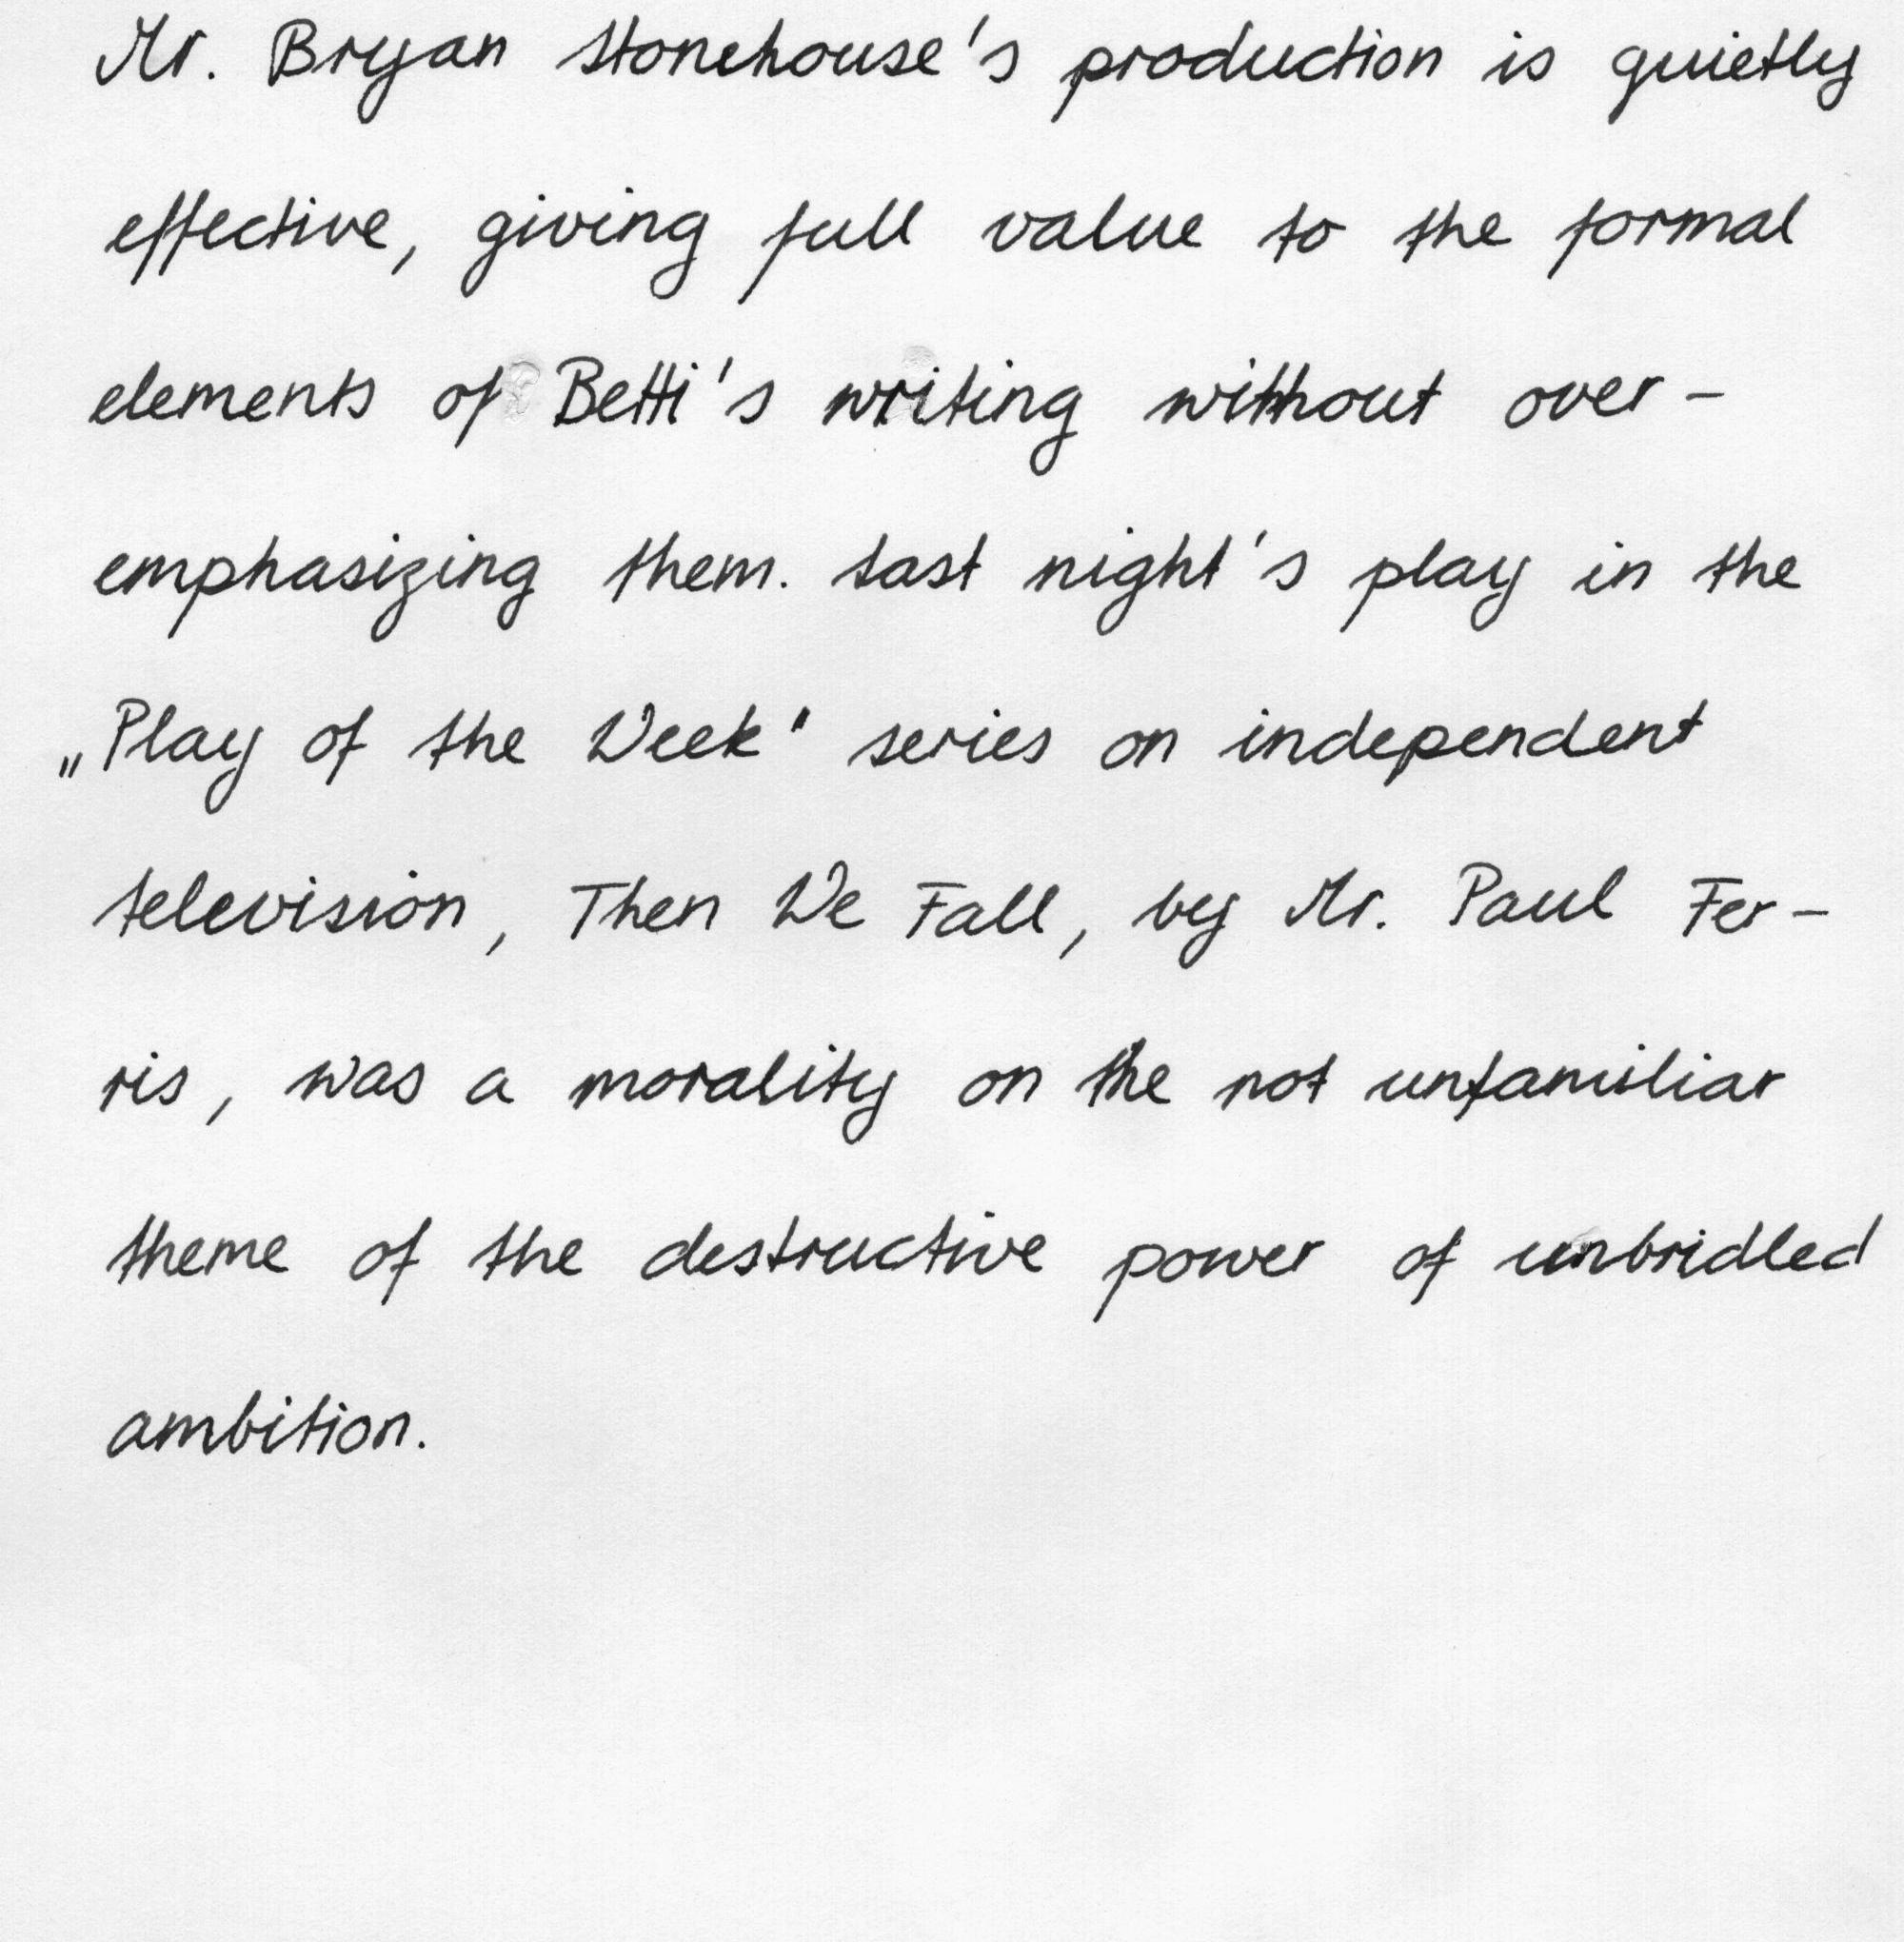 Mr. Bryan Stonehouse's production is quietly
effective, giving full value to the formal
elements of Betti's writing without over-
emphasizing them. Last night's play in the
„Play of the Week" series on independent
television, Then We Fall, by Mr. Paul Fer-
ris, was a morality on the not unfamiliar
theme of the destructive power of unbridled
ambition.